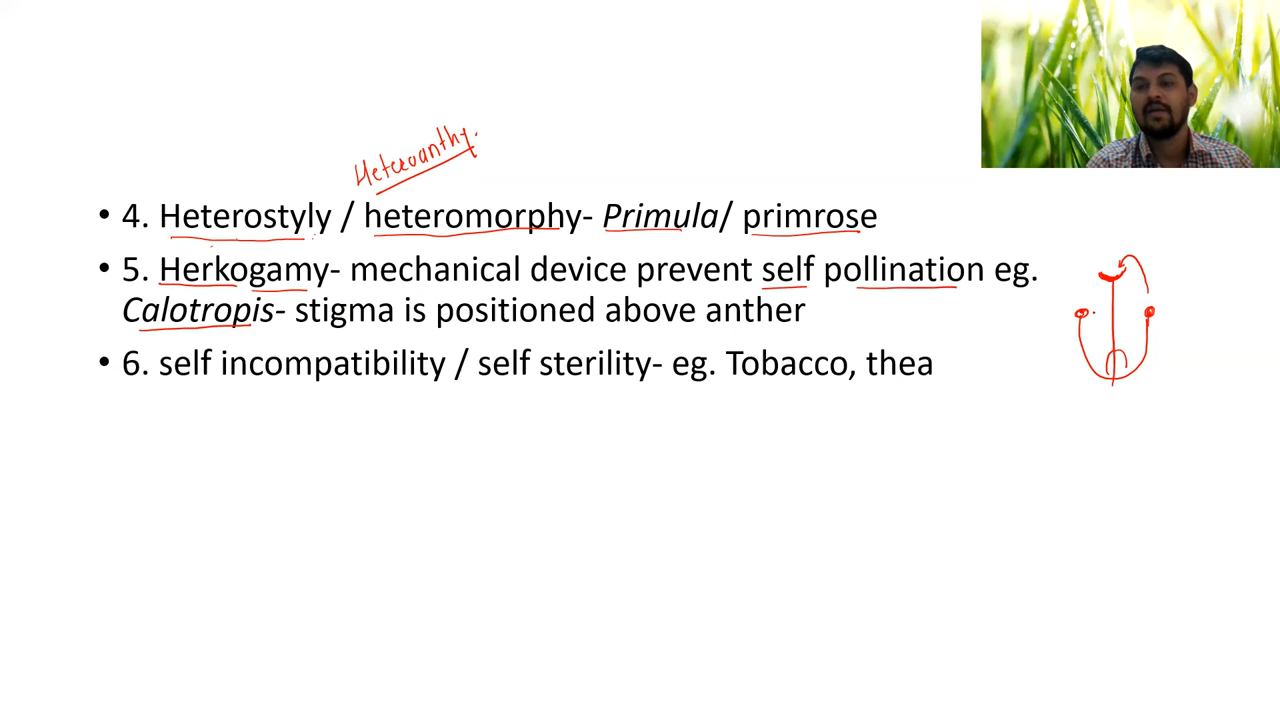 Heteroanthy.
• 4. Heterostyly / heteromorphy- Primula/ primrose
• 5. Herkogamy- mechanical device prevent self pollination eg.
Calotropis- stigma is positioned above anther
• 6. self incompatibility / self sterility- eg. Tobacco, thea